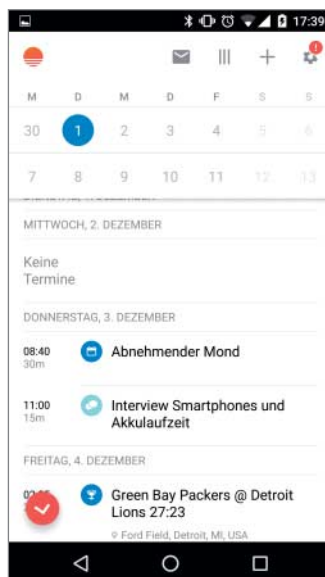 17:39
M D M D F S S
30 1 2 3 4 5 6
7 8 9 10 11 12 13
MITTWOCH, 2. DEZEMBER
Keine
Termine
DONNERSTAG, 3. DEZEMBER
08:40 Abnehmender Mond
30m
11:00 Interview Smartphones und
15m Akkulaufzeit
FREITAG, 4. DEZEMBER
Green Bay Packers @ Detroit
Lions 27:23
Ford Field, Detroit, MI, USA